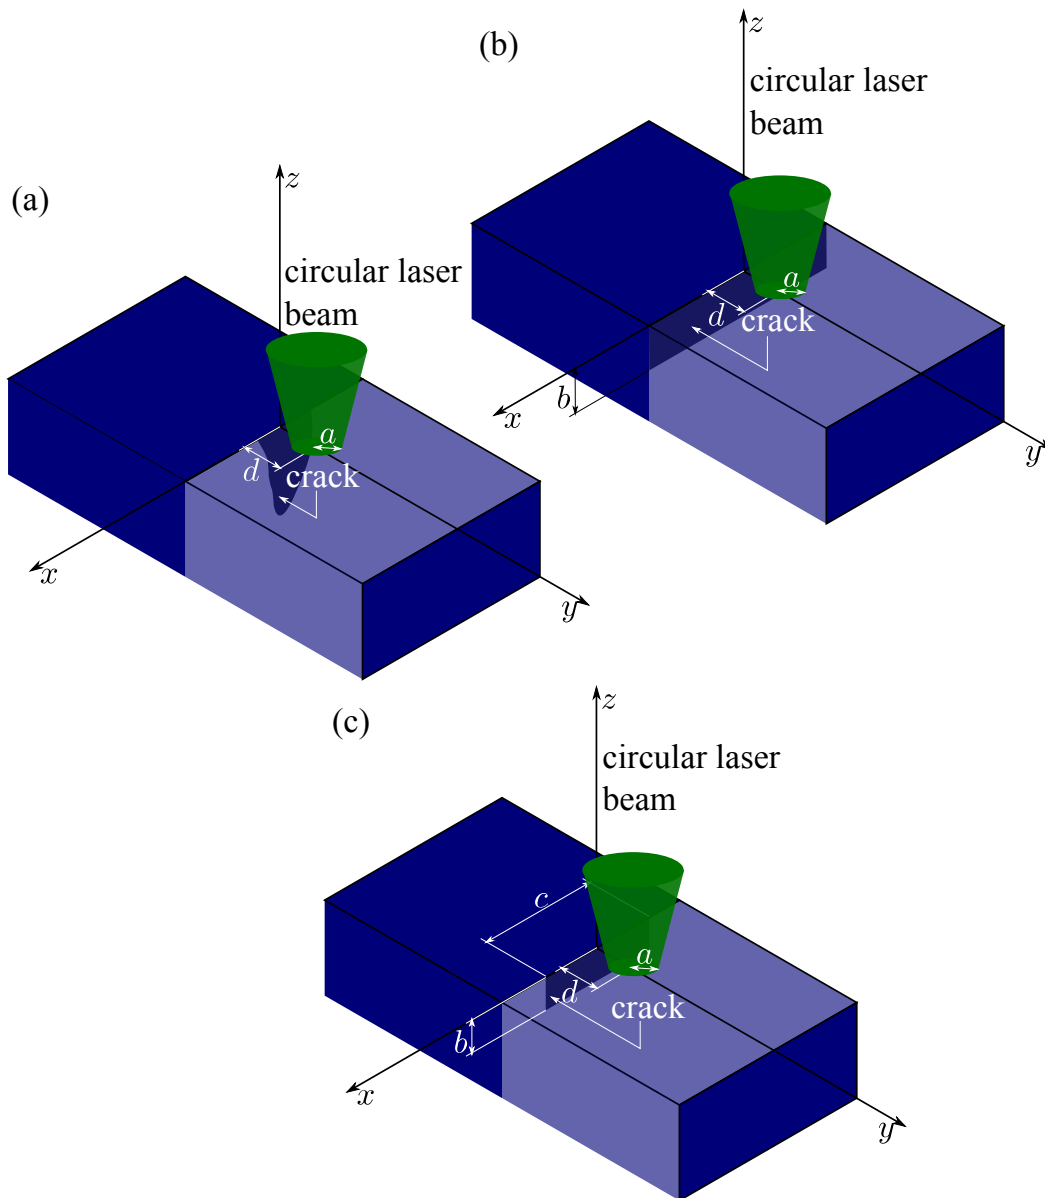 (a)
z
circular laser
beam
a
d
crack
x
y
(b)
z
circular laser
beam
a
d
crack
b
x
y
(c)
z
circular laser
beam
c
a
d
crack
b
x
y